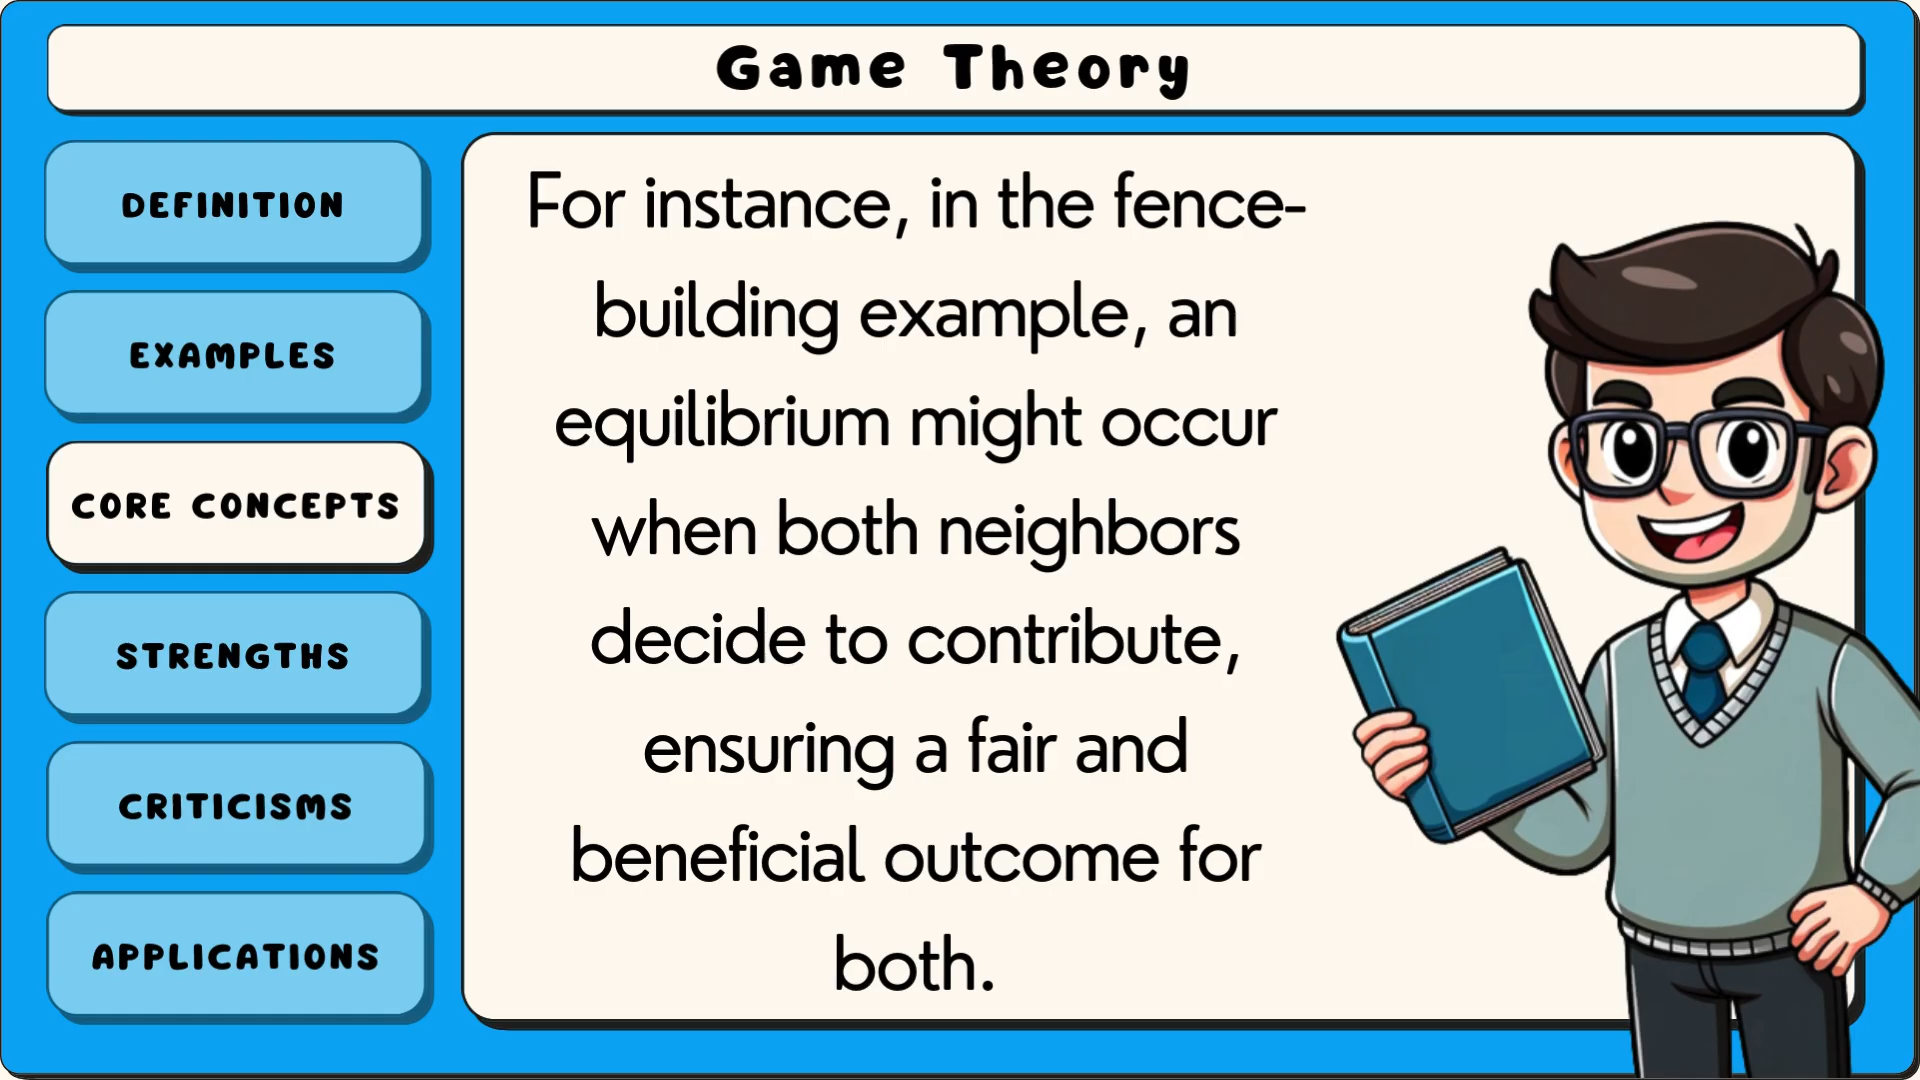 Game Theory
DEFINITION
EXAMPLES
CORE CONCEPTS
STRENGTHS
CRITICISMS
APPLICATIONS
For instance, in the fence-
building example, an
equilibrium might occur
when both neighbors
decide to contribute,
ensuring a fair and
beneficial outcome for
both.